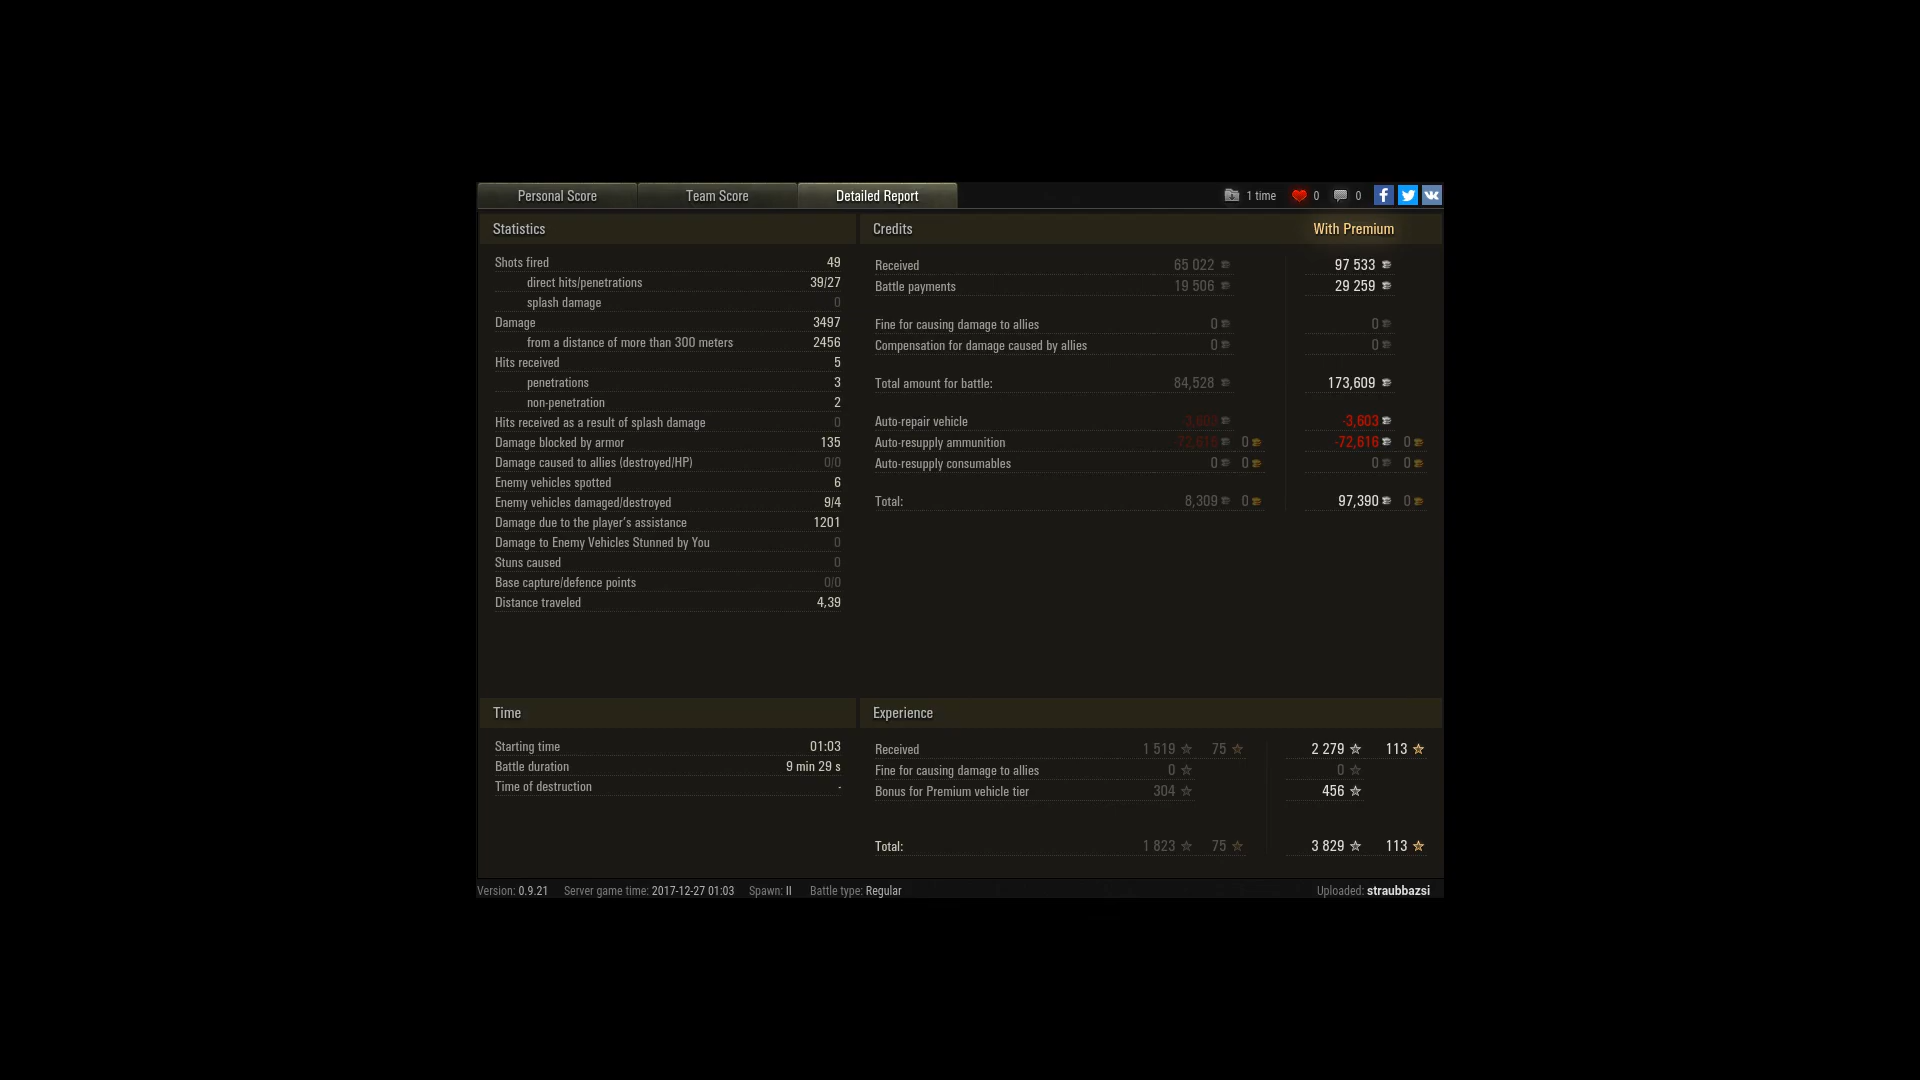 Personal Score Team Score Detailed Report 1 time 0 0
Statistics
Shots fired 49
direct hits/penetrations 39/27
splash damage 0
Damage 3497
from a distance of more than 300 meters 2456
Hits received 5
penetrations 3
non-penetration 2
Hits received as a result of splash damage 0
Damage blocked by armor 135
Damage caused to allies (destroyed/HP) 0/0
Enemy vehicles spotted 6
Enemy vehicles damaged/destroyed 9/4
Damage due to the player's assistance 1201
Damage to Enemy Vehicles Stunned by You 0
Stuns caused 0
Base capture/defence points 0/0
Distance traveled 4,39
Credits With Premium
Received 65 022 97 533
Battle payments 19 506 29 259
Fine for causing damage to allies 0 0
Compensation for damage caused by allies 0 0
Total amount for battle: 84,528 173,609
Auto-repair vehicle -3,603 -3,603
Auto-resupply ammunition -72,616 0 -72,616 0
Auto-resupply consumables 0 0 0 0
Total: 8,309 0 97,390 0
Time
Starting time 01:03
Battle duration 9 min 29 s
Time of destruction -
Experience
Received 1 519 75 2 279 113
Fine for causing damage to allies 0 0
Bonus for Premium vehicle tier 304 456
Total: 1 823 75 3 829 113
Version: 0.9.21 Server game time: 2017-12-27 01:03 Spawn: II Battle type: Regular Uploaded: straubbazsi